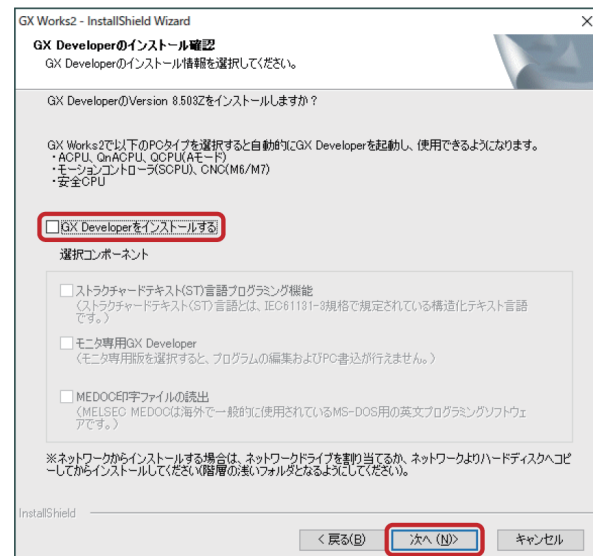 GX Works2 - InstallShield Wizard
GX Developerのインストール確認
GX Developerのインストール情報を選択してください。
GX DeveloperのVersion 8.503Zをインストールしますか？
GX Works2で以下のPCタイプを選択すると自動的にGX Developerを起動し、使用できるようになります。
・ACPU、QnACPU、QCPU(Aモード)
・モーションコントローラ(SCPU)、CNC(M6/M7)
・安全CPU
GX Developerをインストールする
選択コンポーネント
ストラクチャードテキスト(ST)言語プログラミング機能
(ストラクチャードテキスト(ST)言語とは、IEC61131-3規格で規定されている構造化テキスト言語
です。)
モニタ専用GX Developer
(モニタ専用版を選択すると、プログラムの編集およびPC書込が行えません。)
MEDOC印字ファイルの読出
(MELSEC MEDOCは海外で一般的に使用されているMS-DOS用の英文プログラミングソフトウェ
アです。)
※ネットワークからインストールする場合は、ネットワークドライブを割り当てるか、ネットワークよりハードディスクへコピ
ーしてからインストールしてください(階層の浅いフォルダとなるようにしてください)。
InstallShield
< 戻る(B)
次へ (N)>
キャンセル